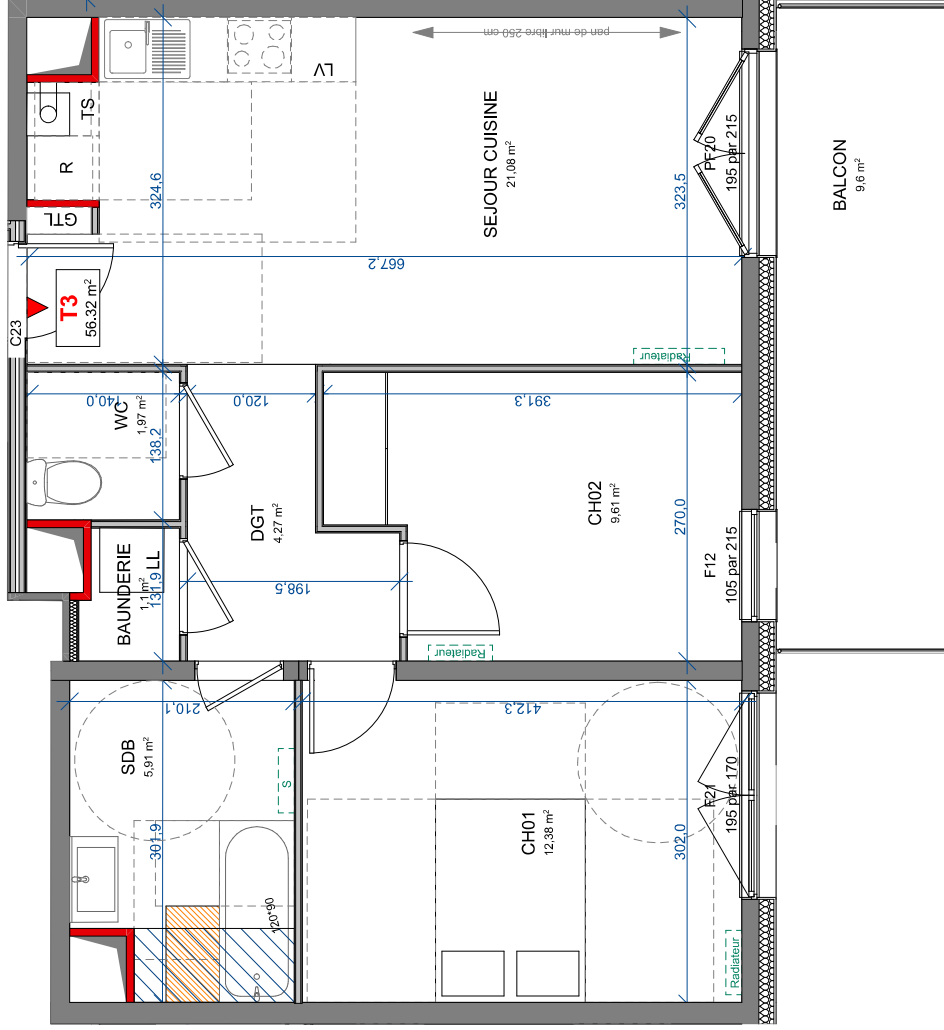 pan de mur libre 250 cm
LV
TS
R
GTL
324,6
SEJOUR CUISINE
21,08 m²
323,5
PF20
195 par 215
BALCON
9,6 m²
667,2
C23
T3
56.32 m²
Radiateur
140,0
120,0
391,3
WC
1,97 m²
138,2
DGT
4,27 m²
CH02
9,61 m²
270,0
F12
105 par 215
BAUNDERIE
1,1 m²
LL
131,9
198,5
Radiateur
210,1
412,3
SDB
5,91 m²
S
301,9
120*90
CH01
12,38 m²
302,0
F21
195 par 170
Radiateur